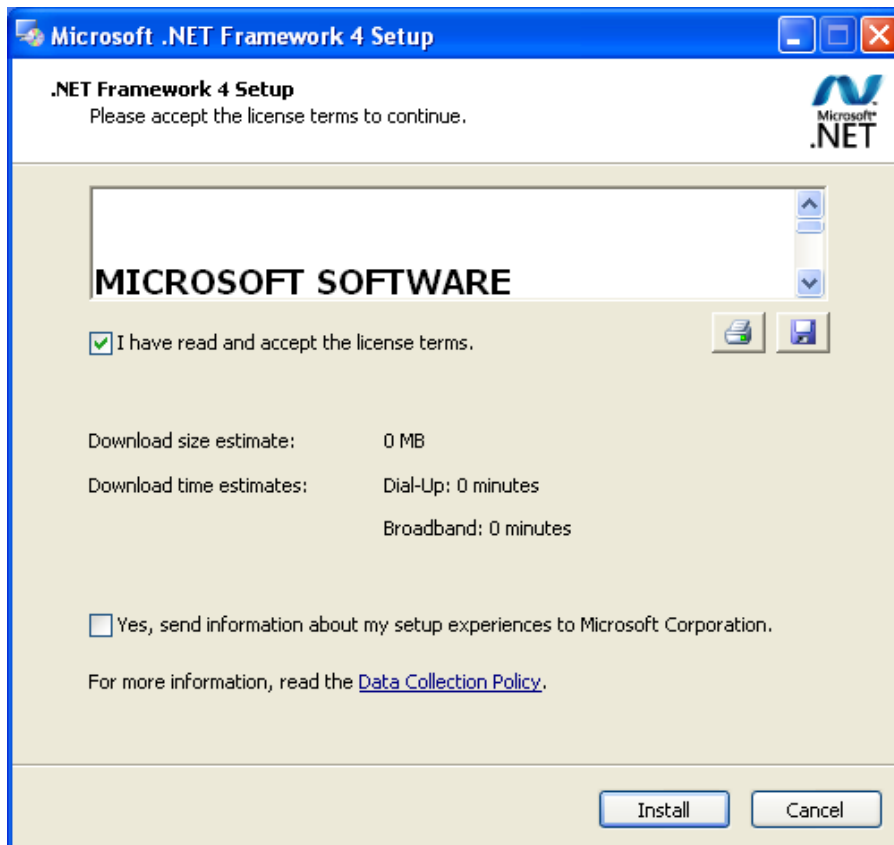 Microsoft .NET Framework 4 Setup
.NET Framework 4 Setup
Please accept the license terms to continue.
Microsoft®
.NET
MICROSOFT SOFTWARE
I have read and accept the license terms.
Download size estimate: 0 MB
Download time estimates: Dial-Up: 0 minutes
Broadband: 0 minutes
Yes, send information about my setup experiences to Microsoft Corporation.
For more information, read the Data Collection Policy.
Install Cancel